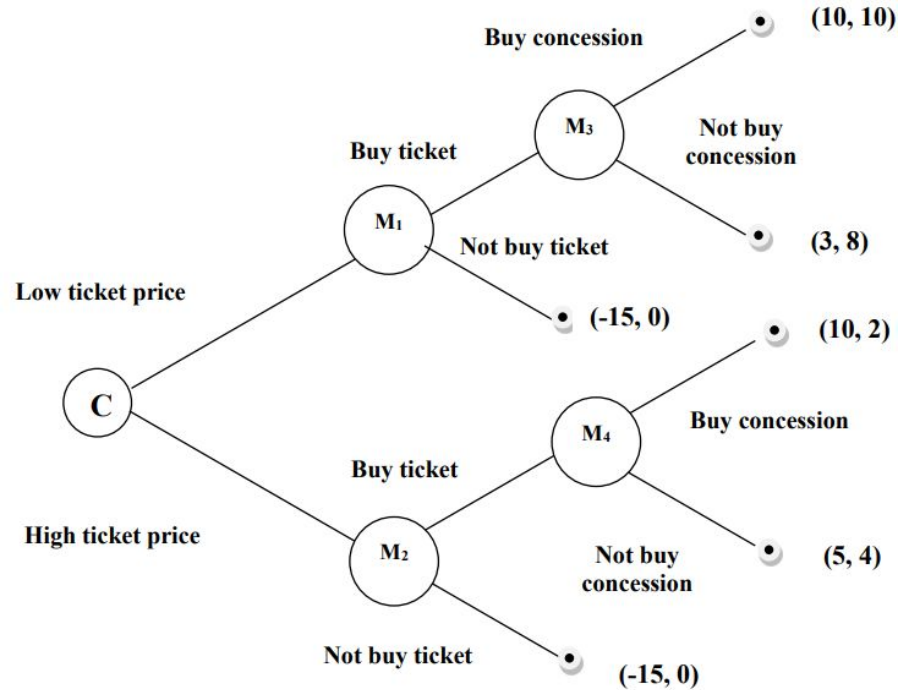 (10, 10)
Buy concession
M₃
Not buy
concession
Buy ticket
M₁
Not buy ticket
(3, 8)
Low ticket price
(-15, 0)
(10, 2)
C
Buy concession
M₄
Buy ticket
High ticket price
M₂
Not buy
concession
(5, 4)
Not buy ticket
(-15, 0)